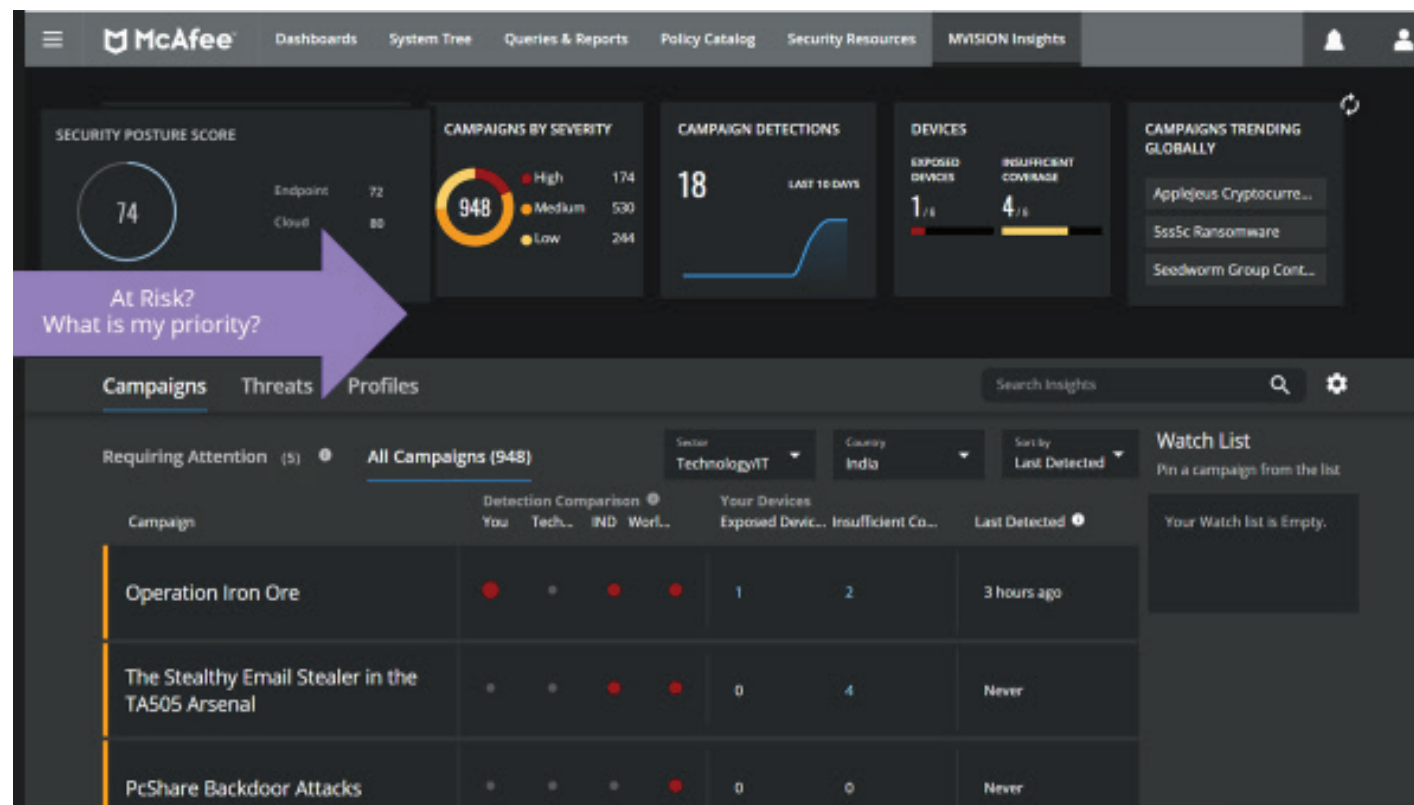 McAfee
Dashboards System Tree Queries & Reports Policy Catalog Security Resources MVISION Insights
SECURITY POSTURE SCORE
74
Endpoint 72
Cloud 80
CAMPAIGNS BY SEVERITY
948
High 174
Medium 530
Low 244
CAMPAIGN DETECTIONS
18
LAST 10 DAYS
DEVICES
EXPOSED
DEVICES
1/6
INSUFFICIENT
COVERAGE
4/6
CAMPAIGNS TRENDING
GLOBALLY
AppleJeus Cryptocurre...
5ss5c Ransomware
Seedworm Group Cont...
At Risk?
What is my priority?
Campaigns Threats Profiles
Search Insights
Requiring Attention (5) All Campaigns (948)
Sector
Technology/IT
Country
India
Sort by
Last Detected
Watch List
Pin a campaign from the list
Your Watch list is Empty.
Detection Comparison Your Devices
Campaign You Tech... IND Worl... Exposed Devic... Insufficient Co... Last Detected
Operation Iron Ore 1 2 3 hours ago
The Stealthy Email Stealer in the
TA505 Arsenal 0 4 Never
PcShare Backdoor Attacks 0 0 Never